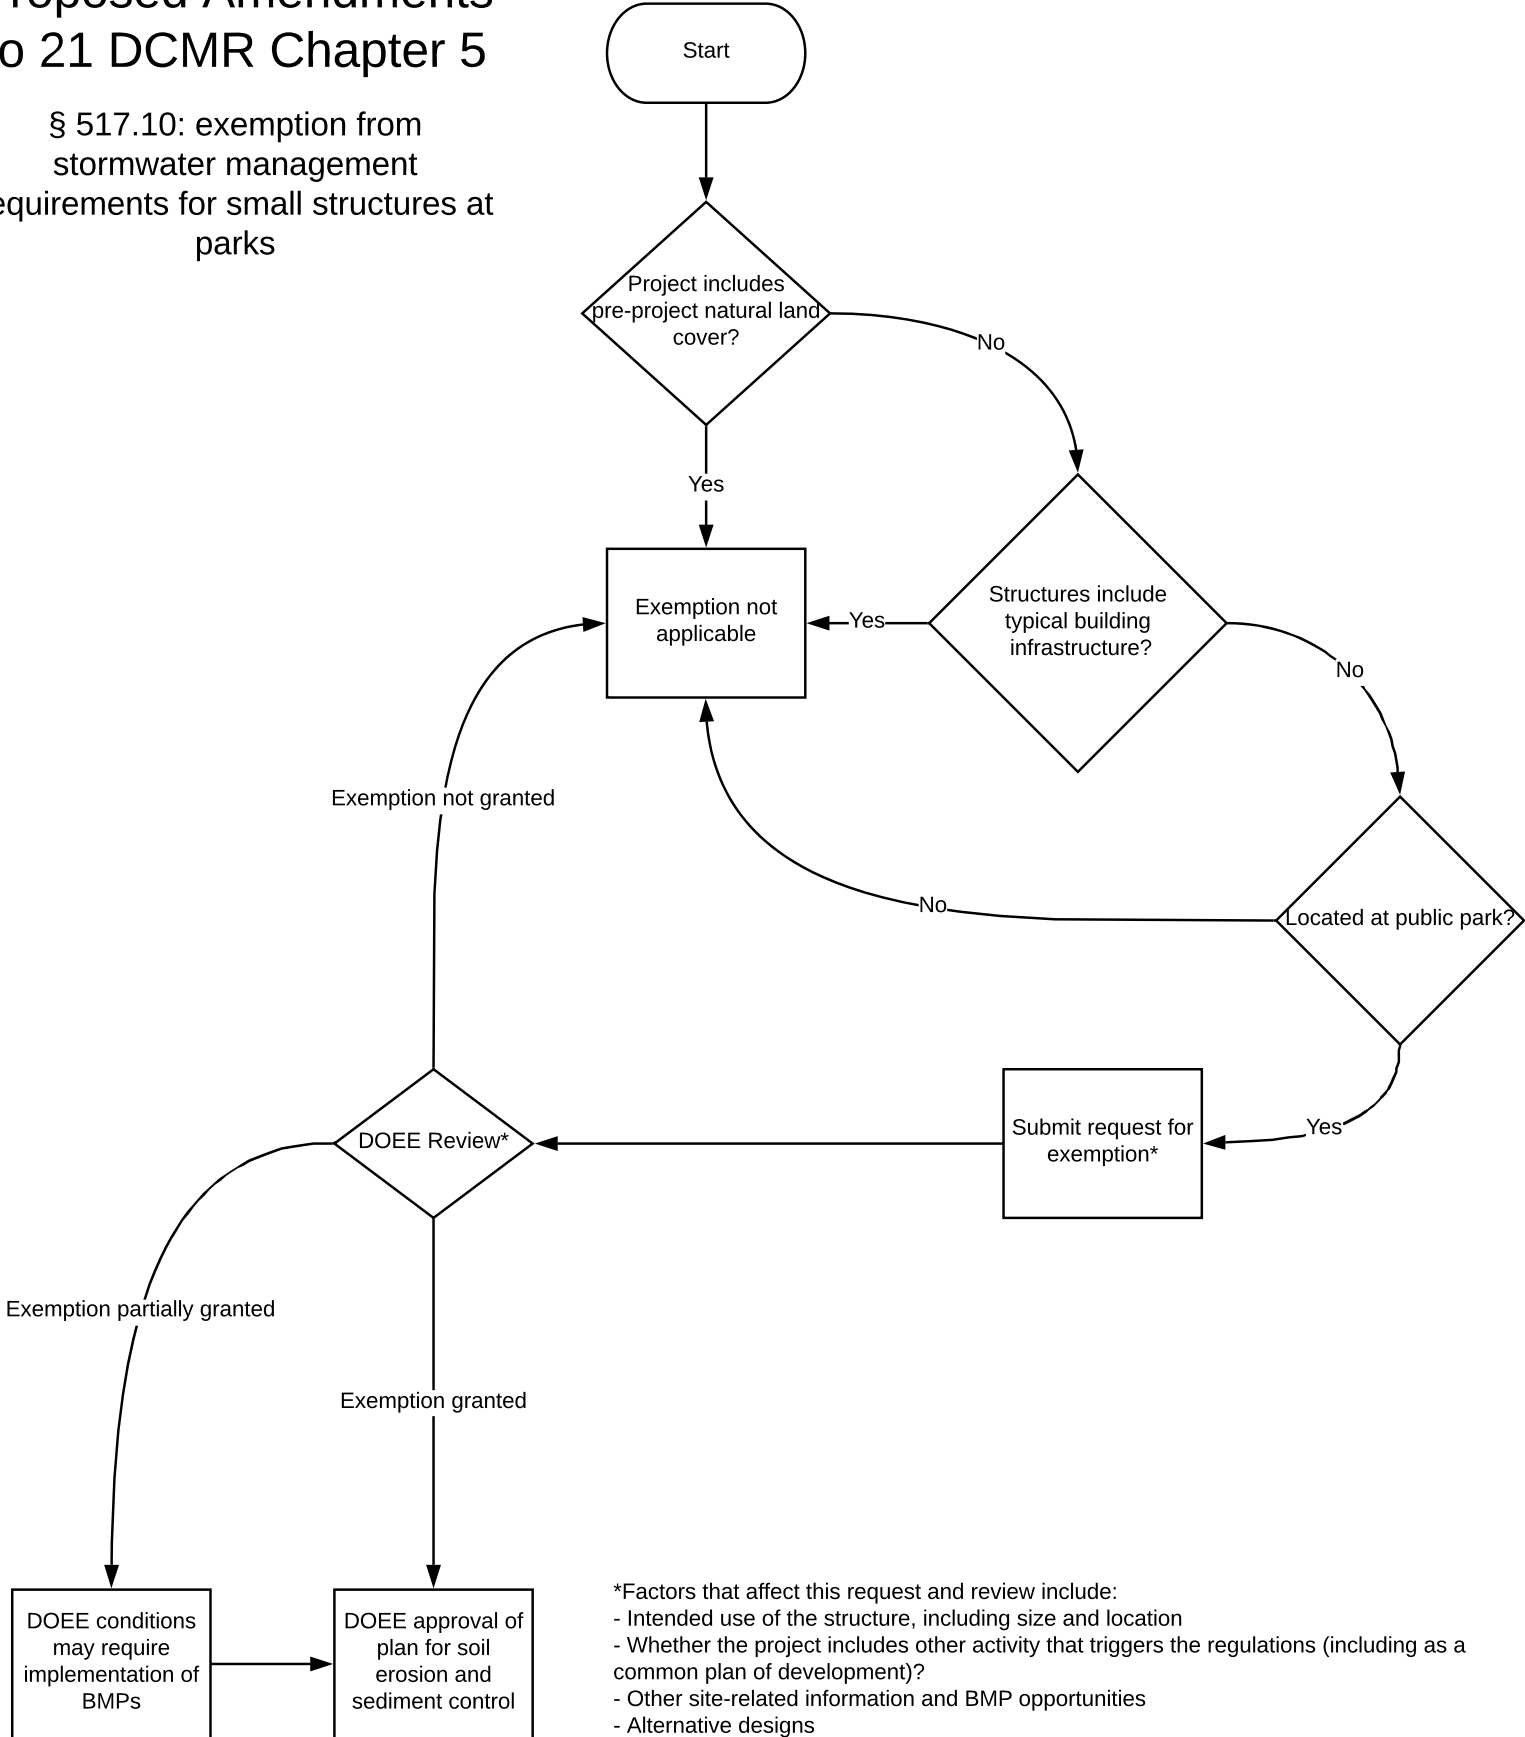 Proposed Amendments
to 21 DCMR Chapter 5
§ 517.10: exemption from
stormwater management
requirements for small structures at
parks
Start
Project includes
pre-project natural land
cover?
No
Yes
Exemption not
applicable
Yes
Structures include
typical building
infrastructure?
No
Exemption not granted
No
Located at public park?
DOEE Review*
Submit request for
exemption*
Yes
Exemption partially granted
Exemption granted
DOEE conditions
may require
implementation of
BMPs
DOEE approval of
plan for soil
erosion and
sediment control
*Factors that affect this request and review include:
- Intended use of the structure, including size and location
- Whether the project includes other activity that triggers the regulations (including as a
common plan of development)?
- Other site-related information and BMP opportunities
- Alternative designs